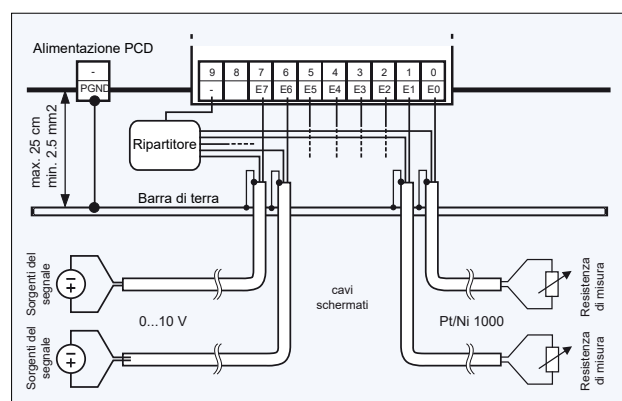 Alimentazione PCD
-
PGND
9 8 7 6 5 4 3 2 1 0
- E7 E6 E5 E4 E3 E2 E1 E0
max. 25 cm
min. 2.5 mm2
Ripartitore
Barra di terra
Sorgenti del
segnale
0...10 V
cavi
schermati
Pt/Ni 1000
Resistenza
di misura
Sorgenti del
segnale
Resistenza
di misura